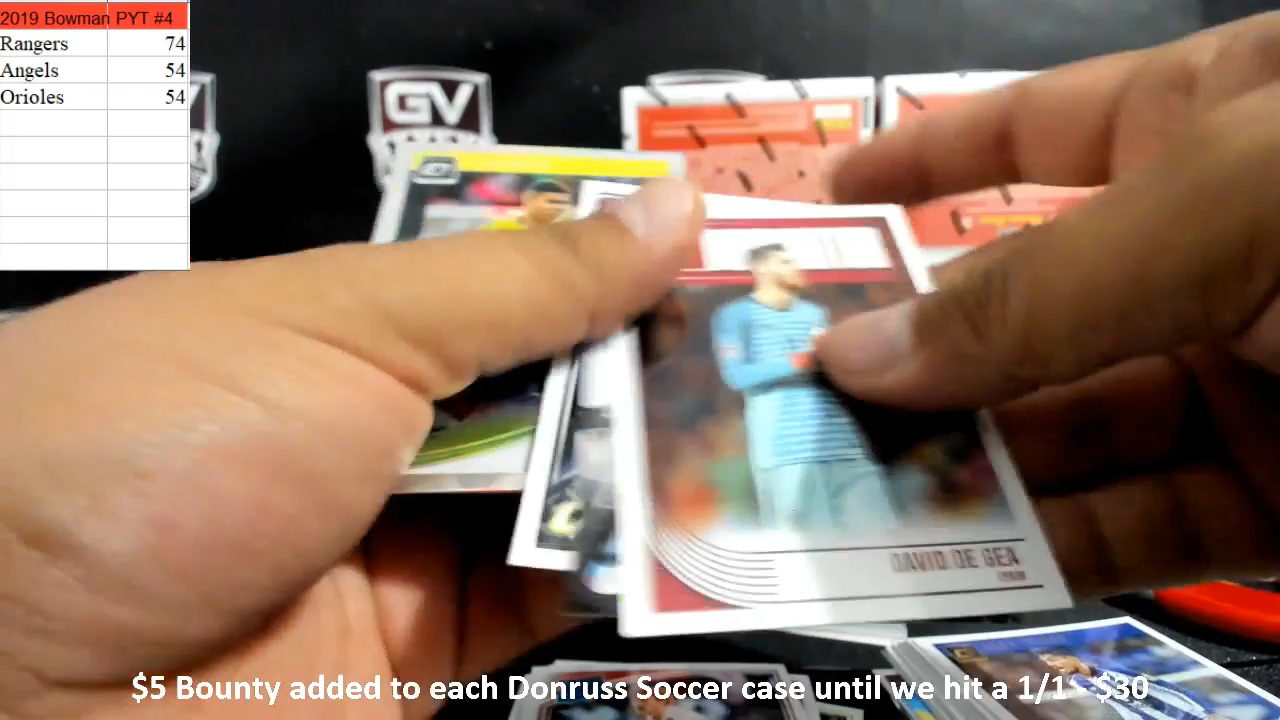 2019 Bowman PYT #4
Rangers 74
Angels 54
Orioles 54
GV
DAVID DE GEA
SPAIN
$5 Bounty added to each Donruss Soccer case until we hit a 1/1 - $30